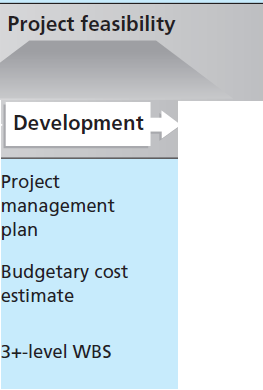 Project feasibility
Development
Project
management
plan
Budgetary cost
estimate
3+-level WBS